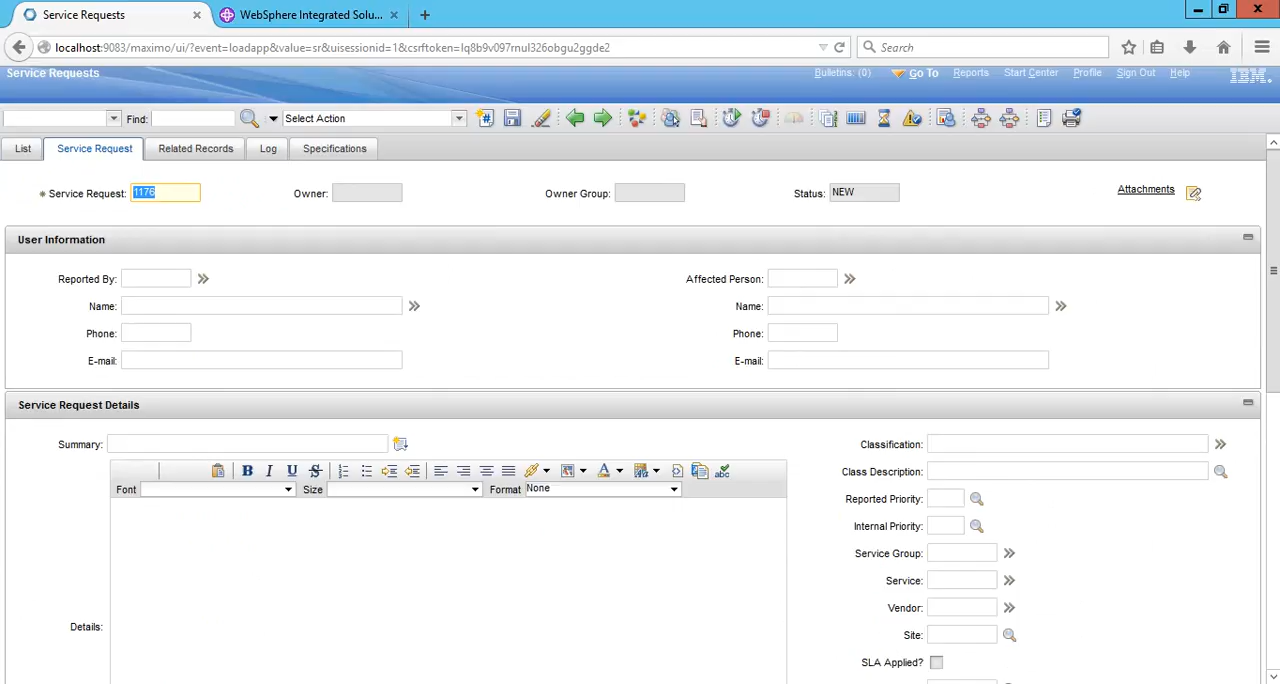 Service Requests
WebSphere Integrated Solu...
localhost:9083/maximo/ui/?event=loadapp&value=sr&uisessionid=1&csrftoken=lq8b9v097rnul326obgu2ggde2
Search
Service Requests
Bulletins: (0) Go To Reports Start Center Profile Sign Out Help
IBM.
Find: Select Action
List Service Request Related Records Log Specifications
Service Request: 1176 Owner: Owner Group: Status: NEW Attachments
User Information
Reported By: Affected Person:
Name: Name:
Phone: Phone:
E-mail: E-mail:
Service Request Details
Summary: Classification:
Class Description:
Font Size Format None
Reported Priority:
Internal Priority:
Service Group:
Service:
Vendor:
Details:
Site:
SLA Applied?